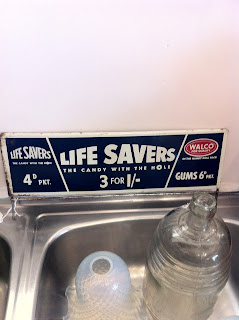 LIFE SAVERS
THE CANDY WITH THE HOLE
4D PKT.
LIFE SAVERS
THE CANDY WITH THE HOLE
3 FOR 1/-
WALCO
GUMS 6D PKT.